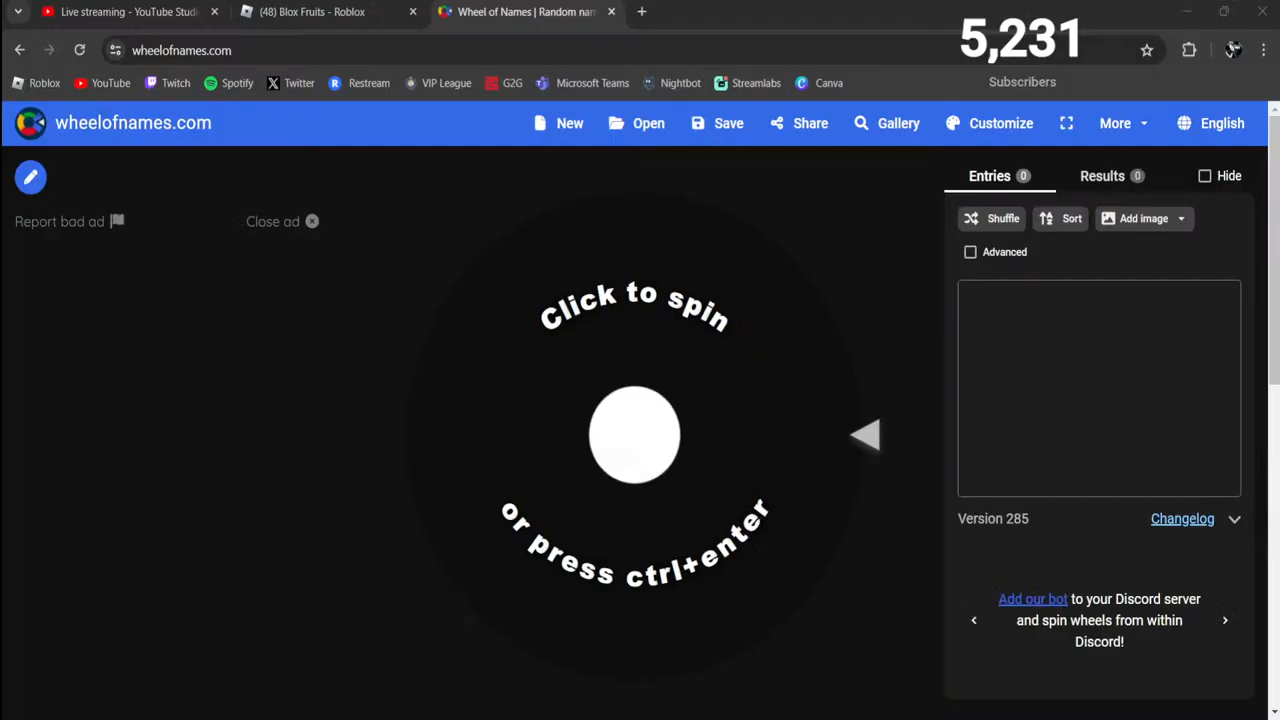 Live streaming - YouTube Studi
(48) Blox Fruits - Roblox
Wheel of Names | Random nam
5,231
Subscribers
wheelofnames.com
Roblox
YouTube
Twitch
Spotify
Twitter
Restream
VIP League
G2G
Microsoft Teams
Nightbot
Streamlabs
Canva
wheelofnames.com
New
Open
Save
Share
Gallery
Customize
More
English
Entries 0
Results 0
Hide
Report bad ad
Close ad
Shuffle
Sort
Add image
Advanced
Click to spin
or press ctrl+enter
Version 285
Changelog
Add our bot to your Discord server
and spin wheels from within
Discord!